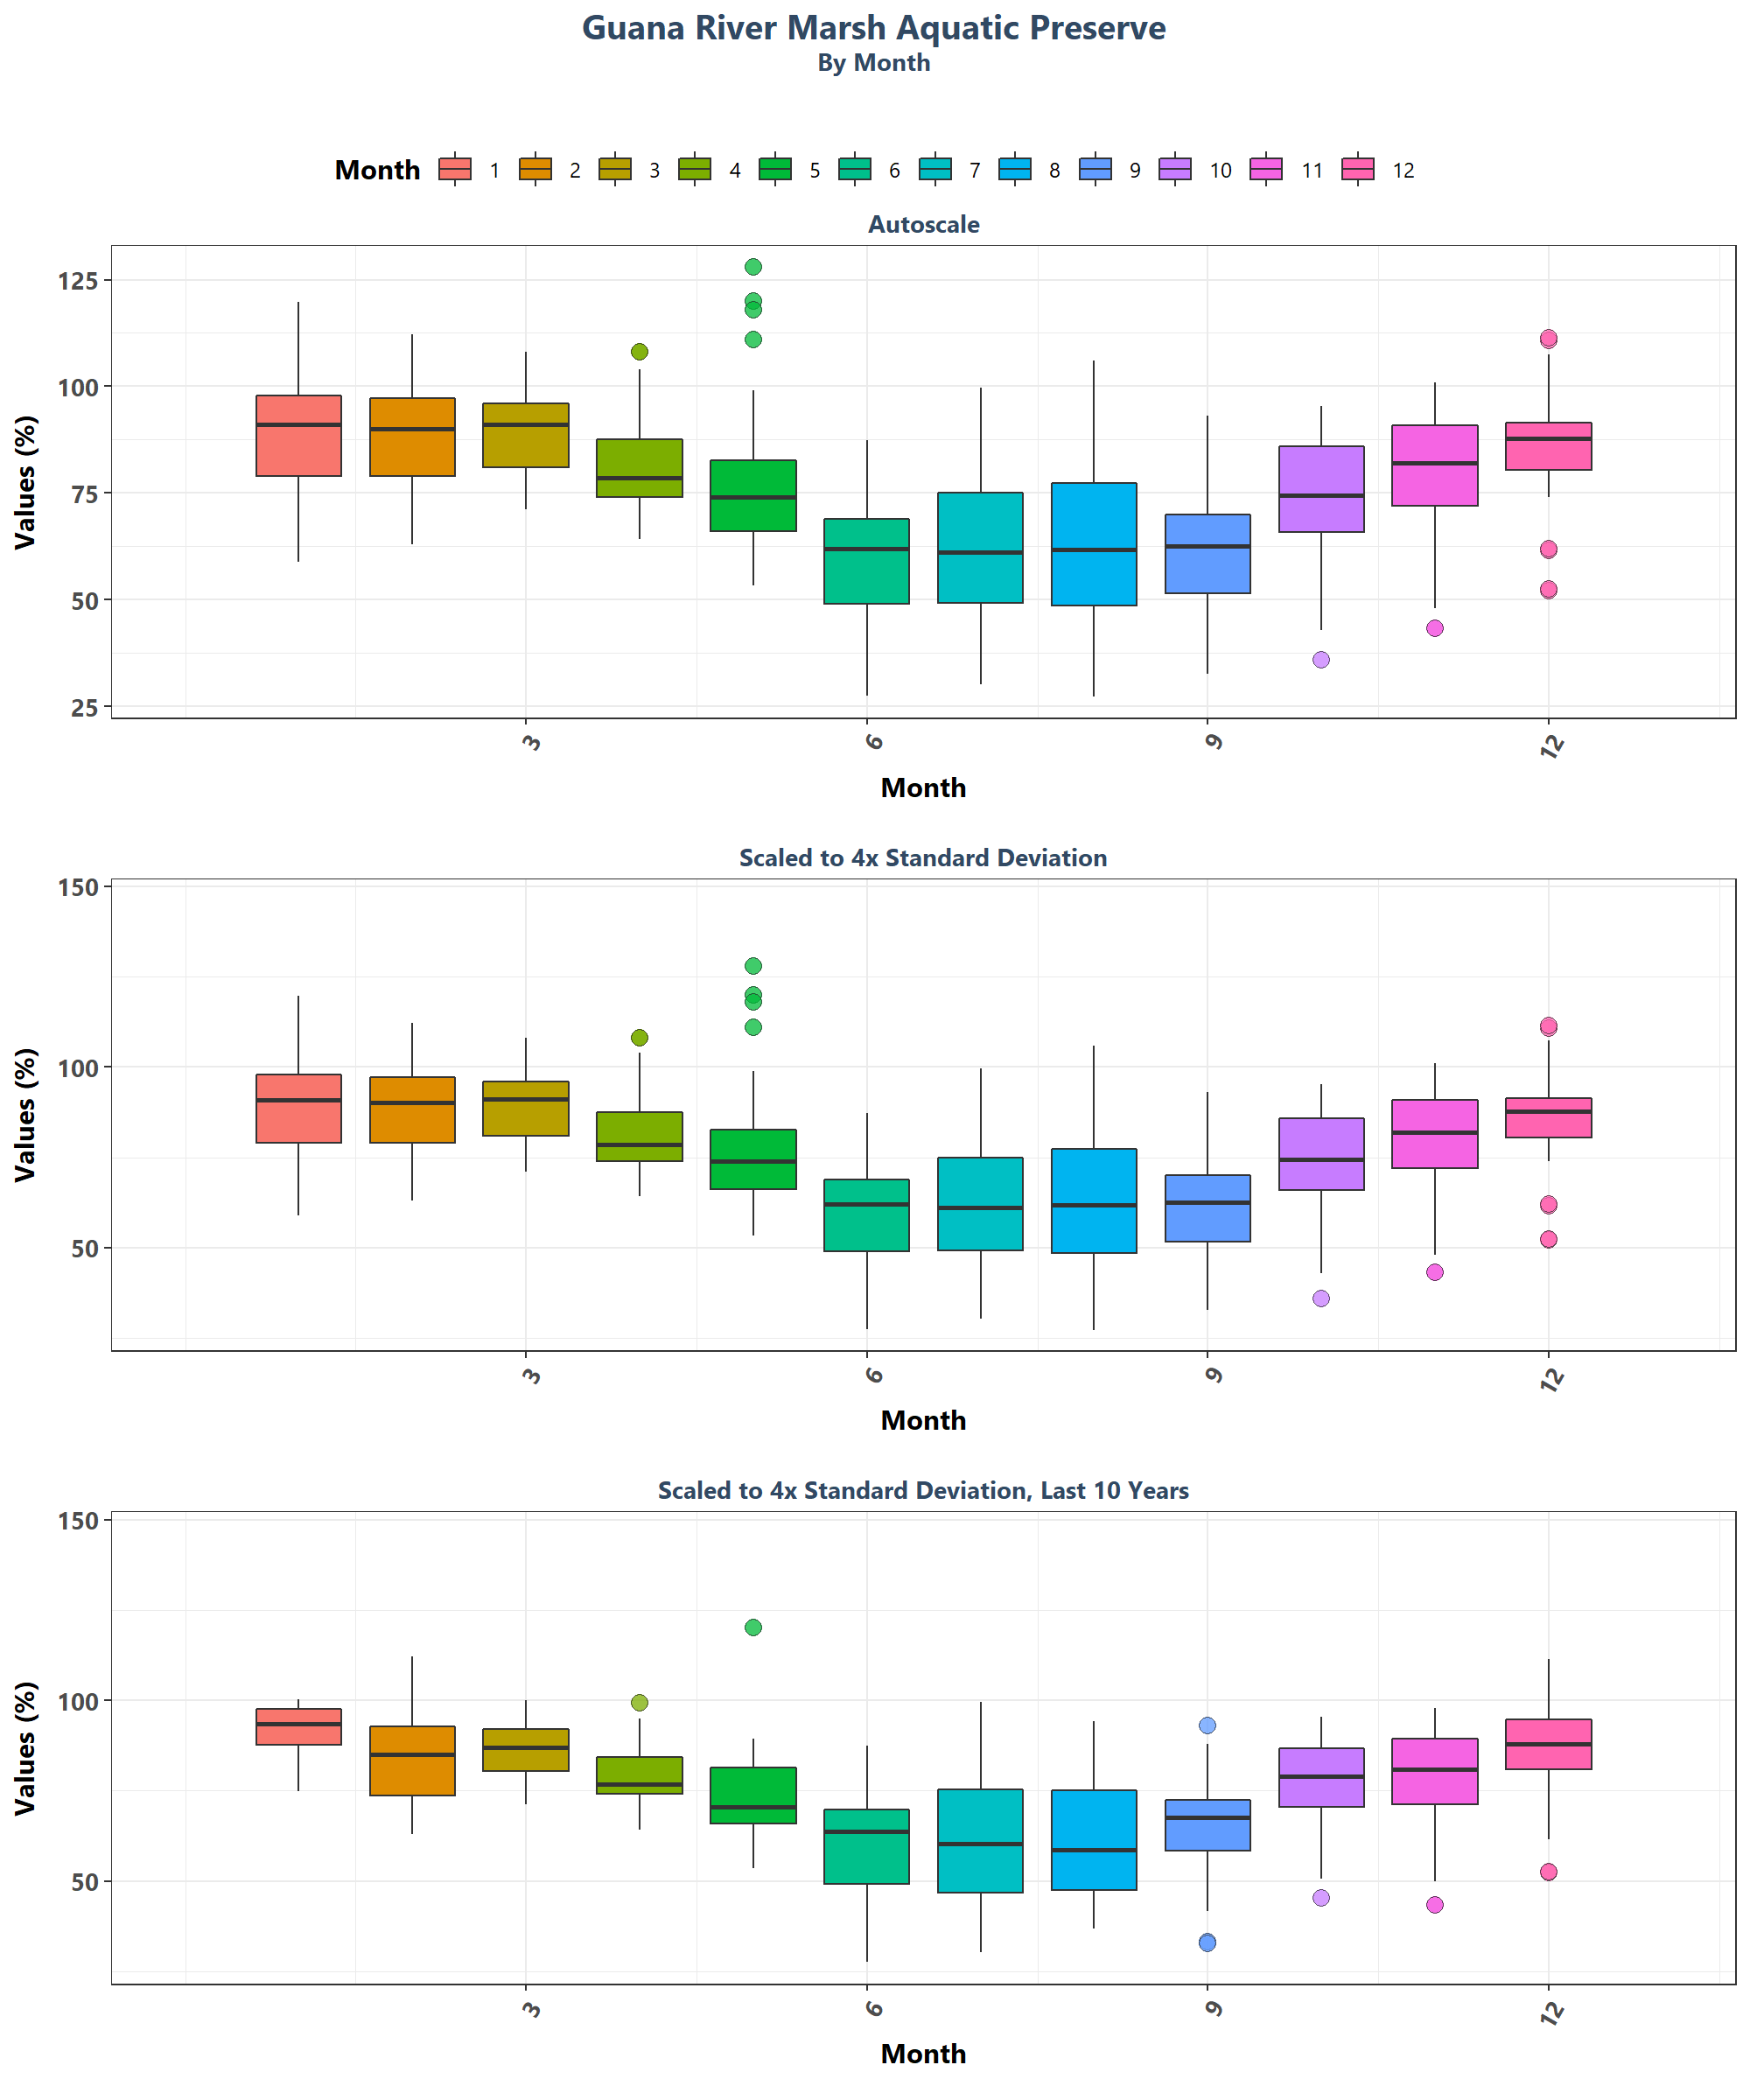 Guana River Marsh Aquatic Preserve
By Month
Month 1 2 3 4 5 6 7 8 9 10 11 12
Autoscale
Values (%)
125
100
75
50
25
3 6 9 12
Month
Scaled to 4x Standard Deviation
Values (%)
150
100
50
3 6 9 12
Month
Scaled to 4x Standard Deviation, Last 10 Years
Values (%)
150
100
50
3 6 9 12
Month